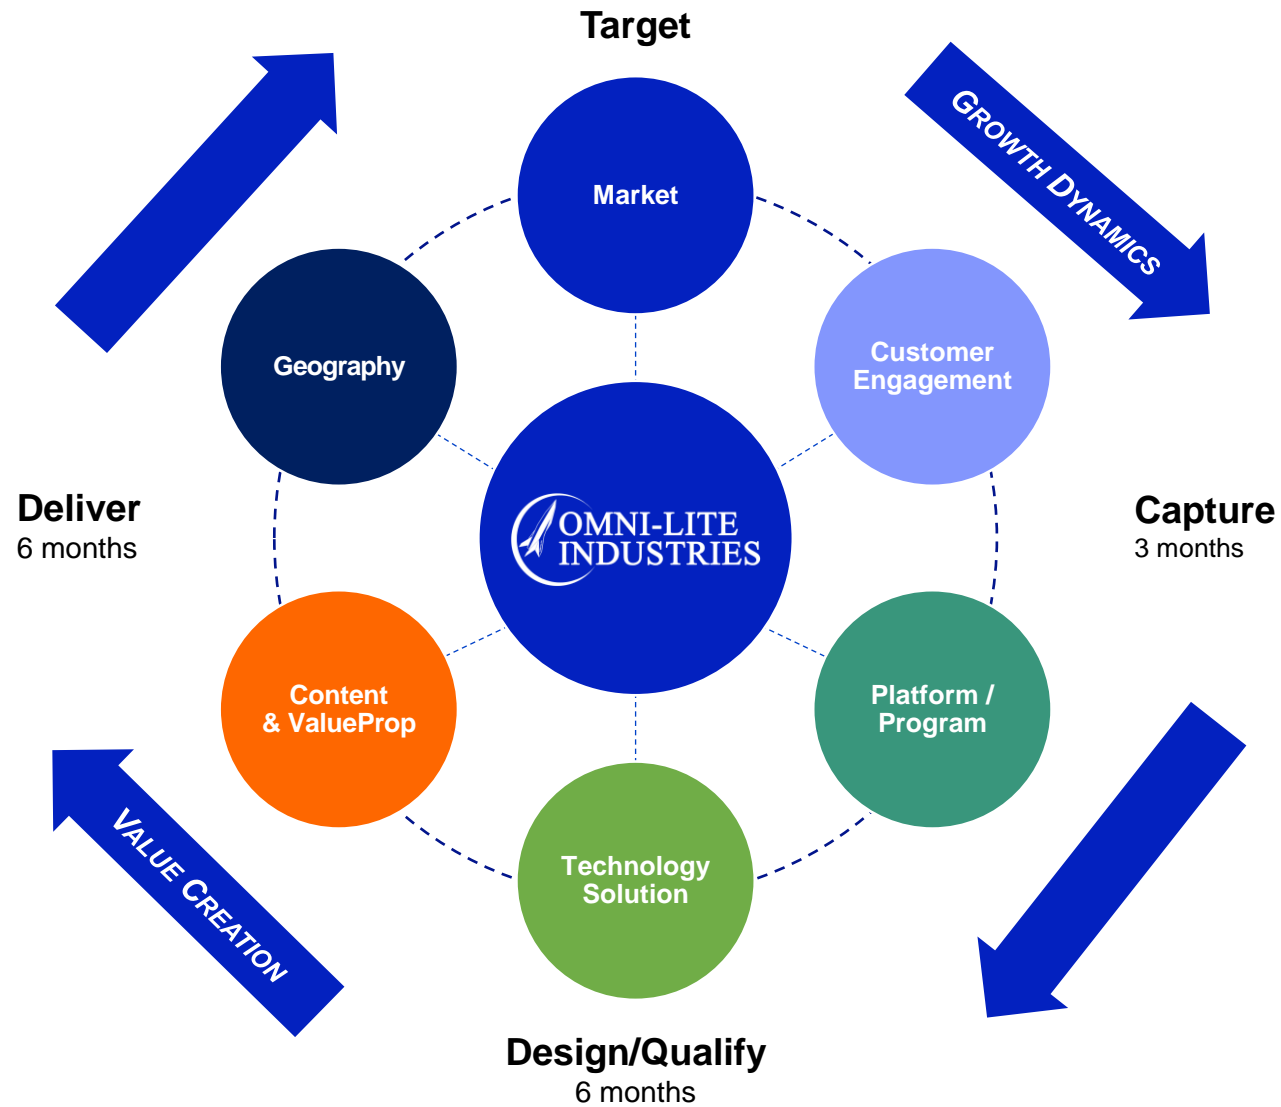 Target
GROWTH DYNAMICS
Market
Customer
Engagement
Geography
OMNI-LITE
INDUSTRIES
Deliver
6 months
Capture
3 months
Content
& ValueProp
Platform /
Program
VALUE CREATION
Technology
Solution
Design/Qualify
6 months